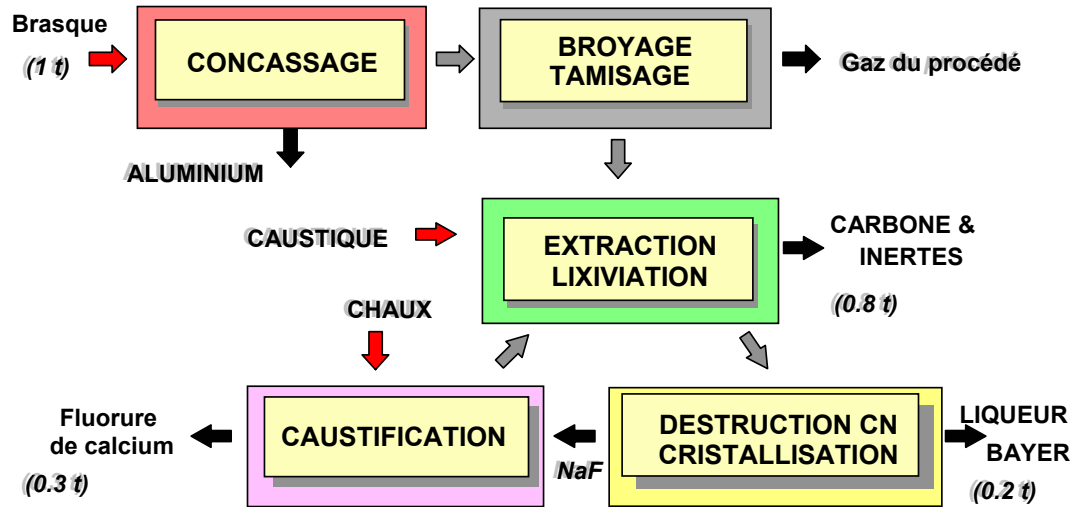 Brasque
(1 t)
CONCASSAGE
BROYAGE
TAMISAGE
Gaz du procédé
ALUMINIUM
CAUSTIQUE
EXTRACTION
LIXIVIATION
CARBONE &
INERTES
(0.8 t)
CHAUX
Fluorure
de calcium
(0.3 t)
CAUSTIFICATION
NaF
DESTRUCTION CN
CRISTALLISATION
LIQUEUR
BAYER
(0.2 t)